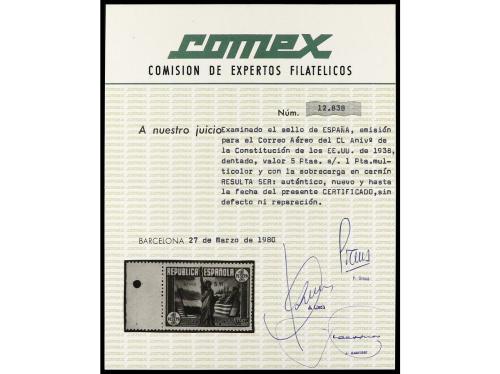 comex
COMISION DE EXPERTOS FILATELICOS
Núm. 12.838
A nuestro juicio Examinado el sello de ESPAÑA, emisión
para el Correo Aéreo del CL Anivº de
la Constitución de los EE.UU. de 1938,
dentado, valor 5 Ptas. s/. 1 Pta.mul-
ticolor y con la sobrecarga en carmín
RESULTA SER: auténtico, nuevo y hasta
la fecha del presente CERTIFICADO,sin
defecto ni reparación.
BARCELONA 27 de Marzo de 1980
REPUBLICA ESPAÑOLA